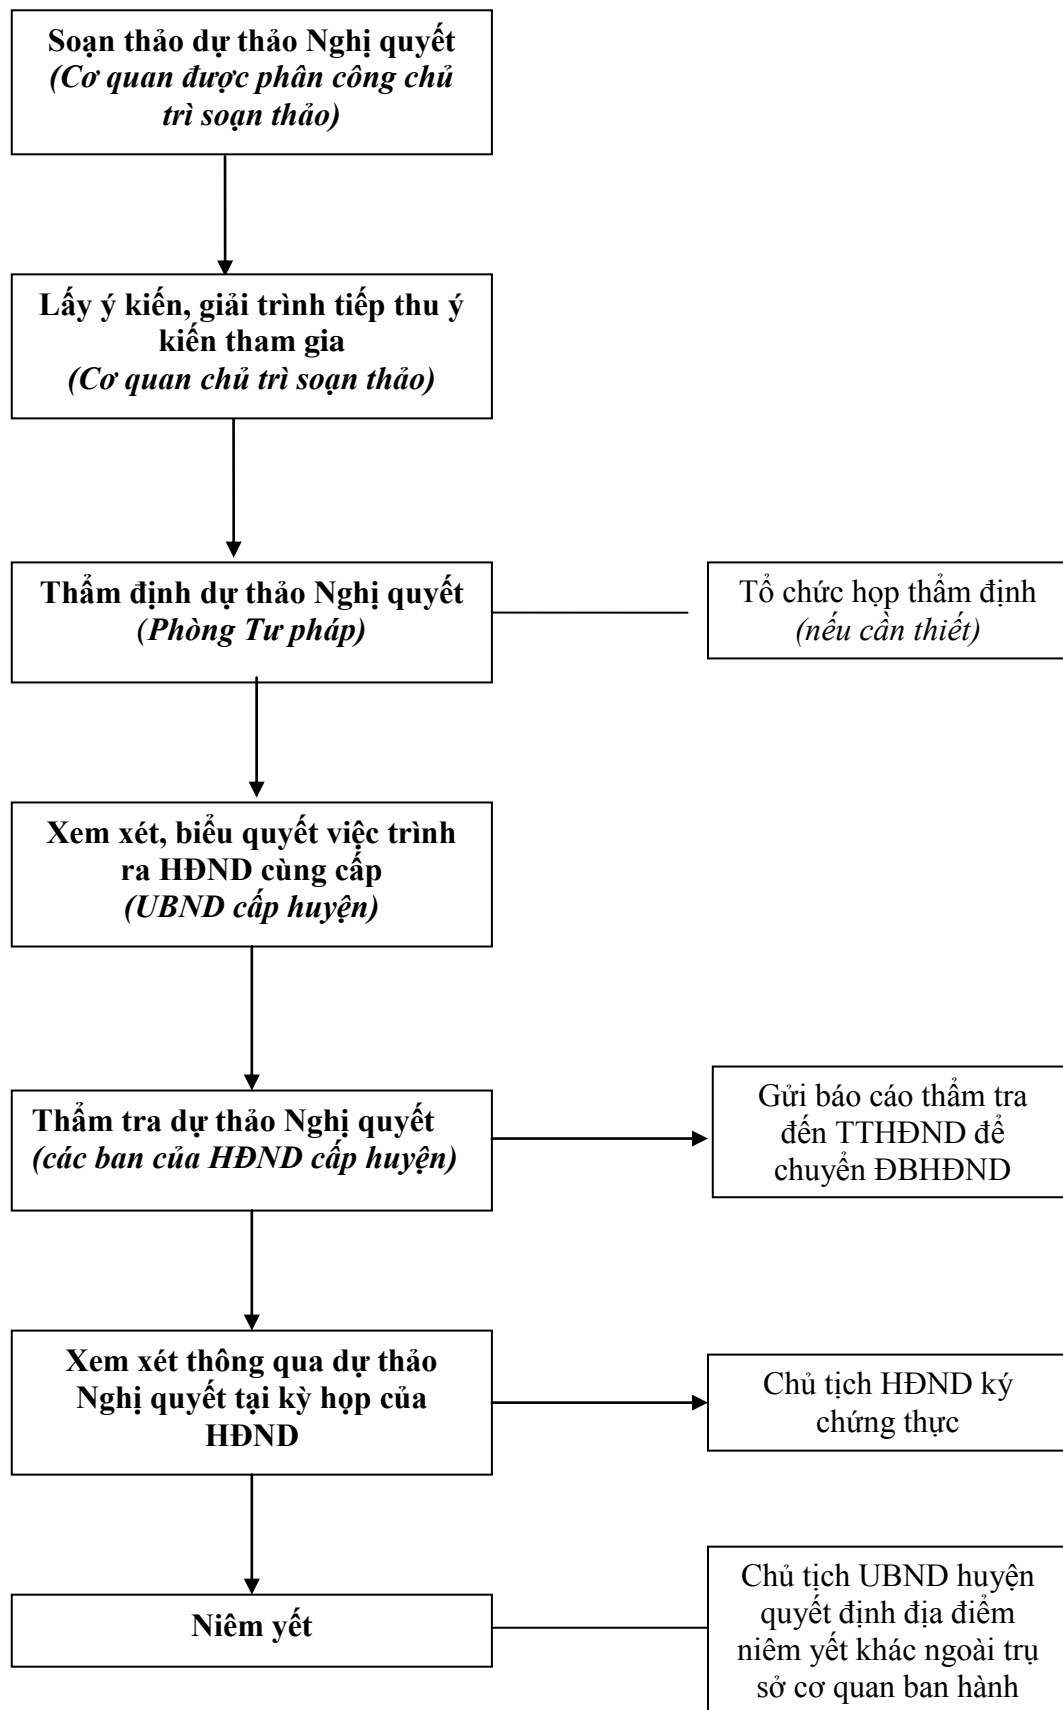 Soạn thảo dự thảo Nghị quyết
(Cơ quan được phân công chủ
trì soạn thảo)
Lấy ý kiến, giải trình tiếp thu ý
kiến tham gia
(Cơ quan chủ trì soạn thảo)
Thẩm định dự thảo Nghị quyết
(Phòng Tư pháp)
Tổ chức họp thẩm định
(nếu cần thiết)
Xem xét, biểu quyết việc trình
ra HĐND cùng cấp
(UBND cấp huyện)
Thẩm tra dự thảo Nghị quyết
(các ban của HĐND cấp huyện)
Gửi báo cáo thẩm tra
đến TTHĐND để
chuyển ĐBHĐND
Xem xét thông qua dự thảo
Nghị quyết tại kỳ họp của
HĐND
Chủ tịch HĐND ký
chứng thực
Niêm yết
Chủ tịch UBND huyện
quyết định địa điểm
niêm yết khác ngoài trụ
sở cơ quan ban hành